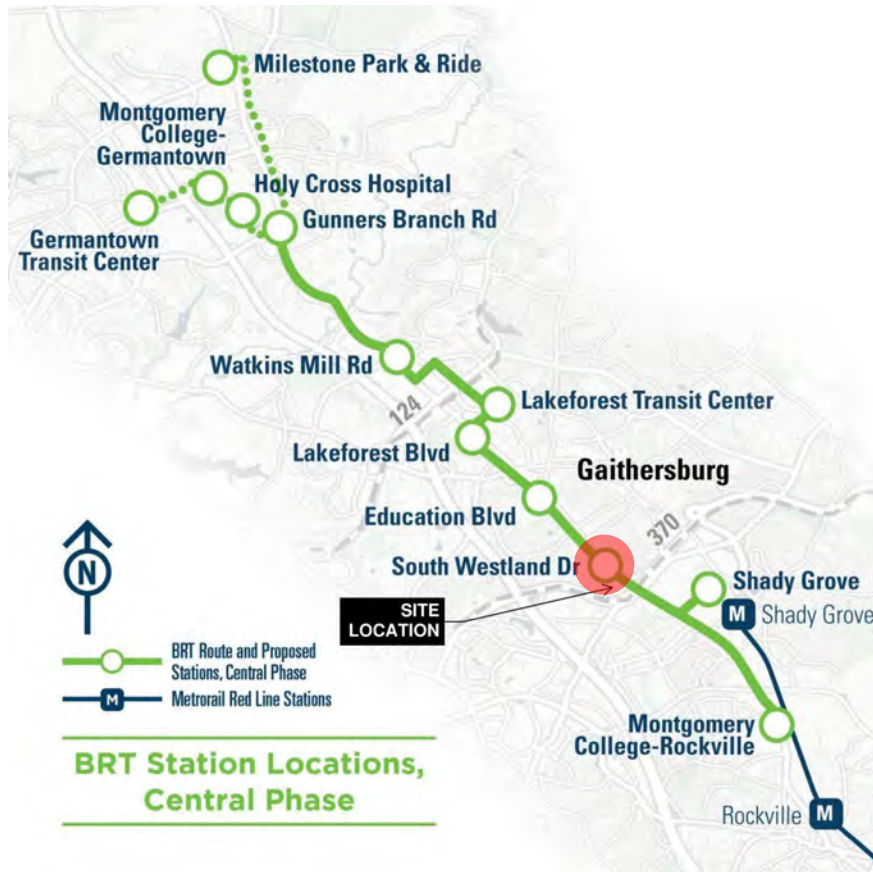 Milestone Park & Ride
Montgomery
College-
Germantown
Holy Cross Hospital
Gunners Branch Rd
Germantown
Transit Center
Watkins Mill Rd
124
Lakeforest Transit Center
Lakeforest Blvd
Gaithersburg
Education Blvd
370
South Westland Dr
N
SITE
LOCATION
Shady Grove
M Shady Grove
BRT Route and Proposed
Stations, Central Phase
M Metrorail Red Line Stations
Montgomery
College-Rockville
BRT Station Locations,
Central Phase
Rockville M